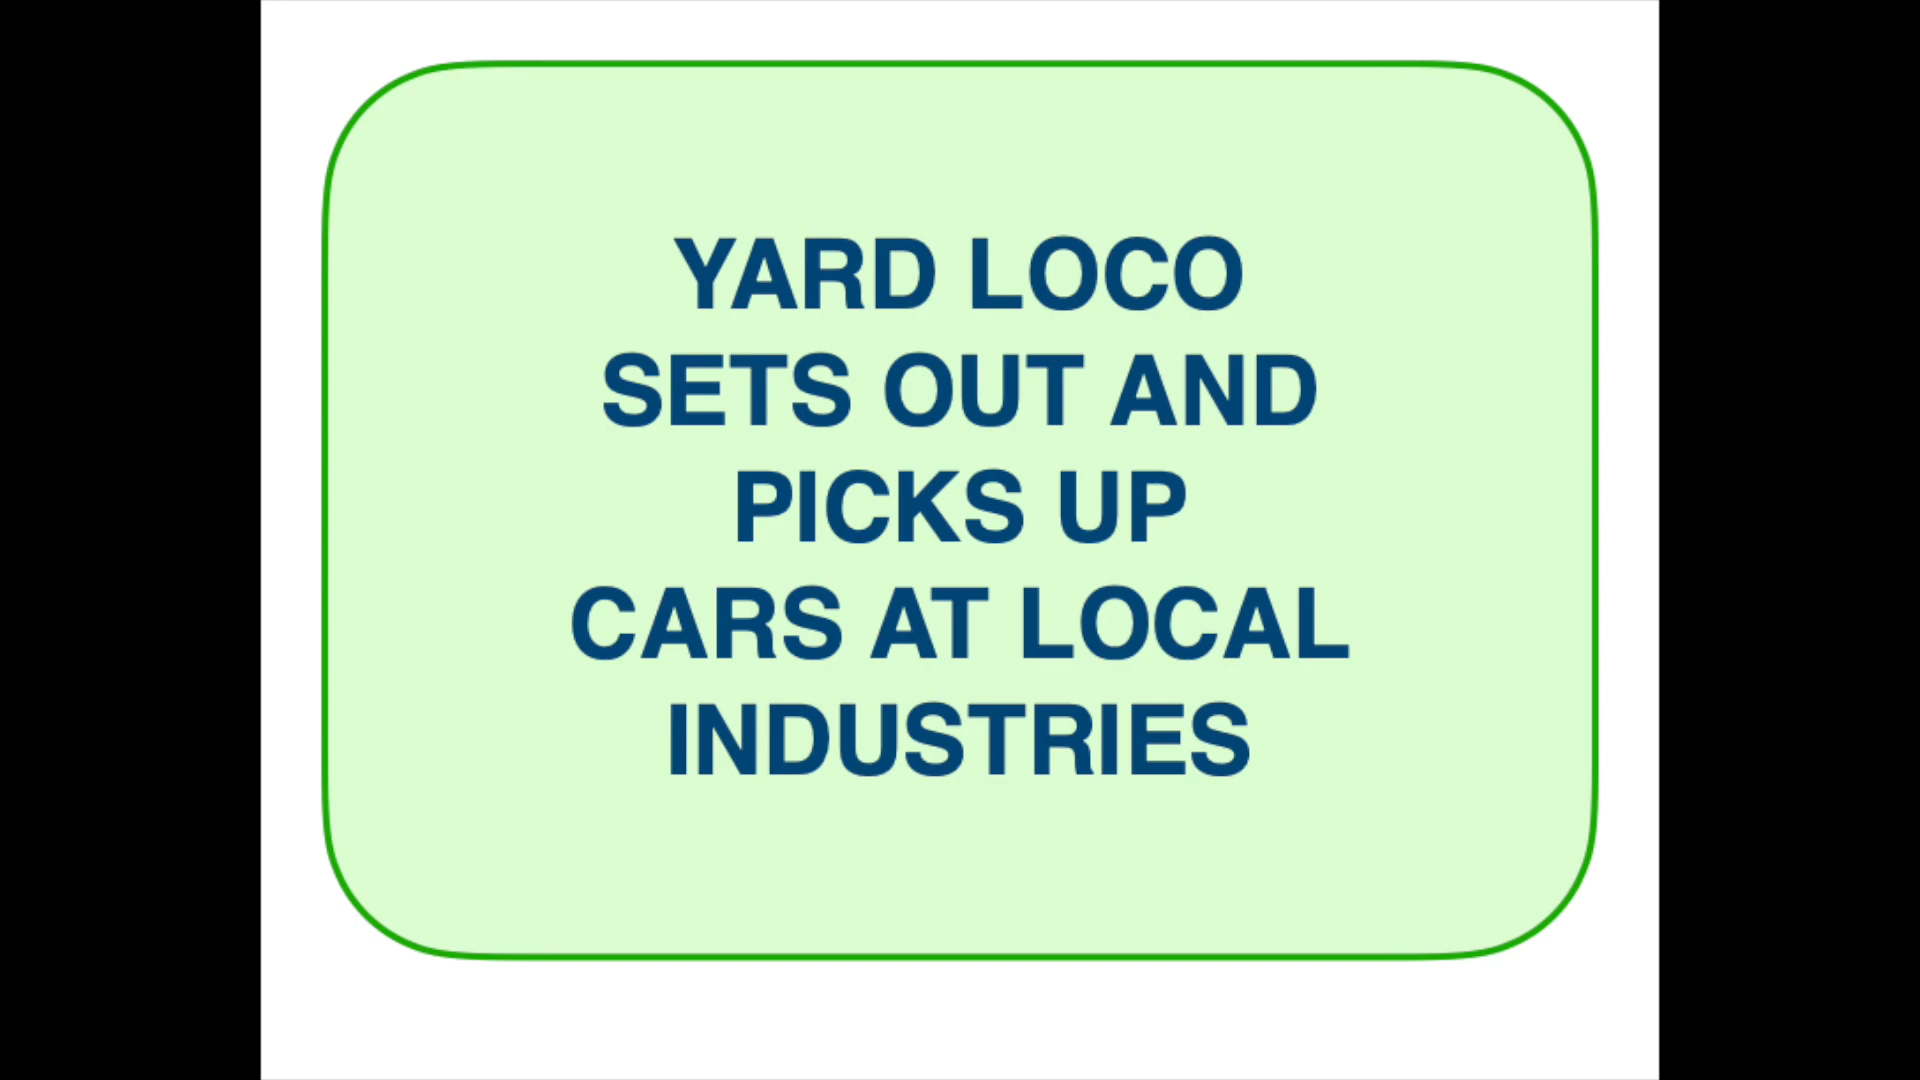 YARD LOCO
SETS OUT AND
PICKS UP
CARS AT LOCAL
INDUSTRIES